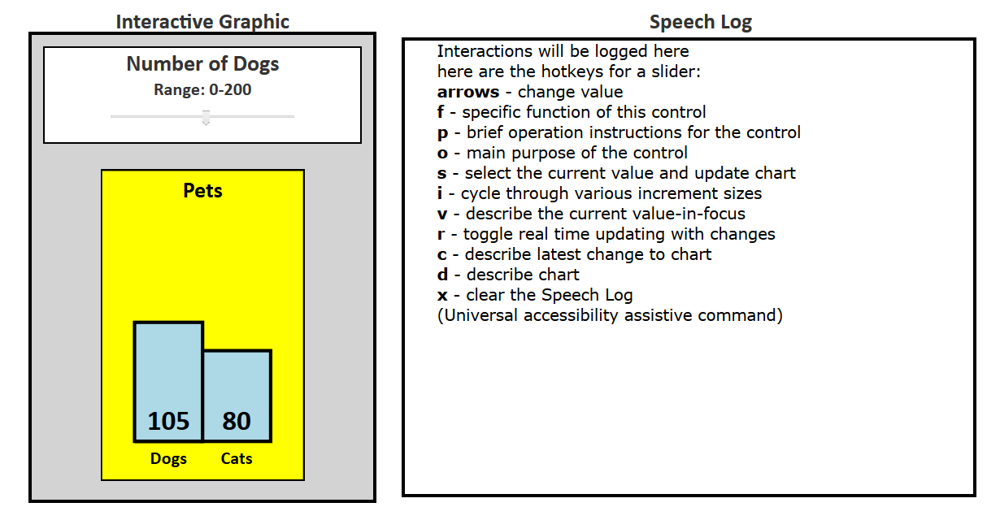 Interactive Graphic
Number of Dogs
Range: 0-200
Pets
105 80
Dogs Cats
Speech Log
Interactions will be logged here
here are the hotkeys for a slider:
arrows - change value
f - specific function of this control
p - brief operation instructions for the control
o - main purpose of the control
s - select the current value and update chart
i - cycle through various increment sizes
v - describe the current value-in-focus
r - toggle real time updating with changes
c - describe latest change to chart
d - describe chart
x - clear the Speech Log
(Universal accessibility assistive command)